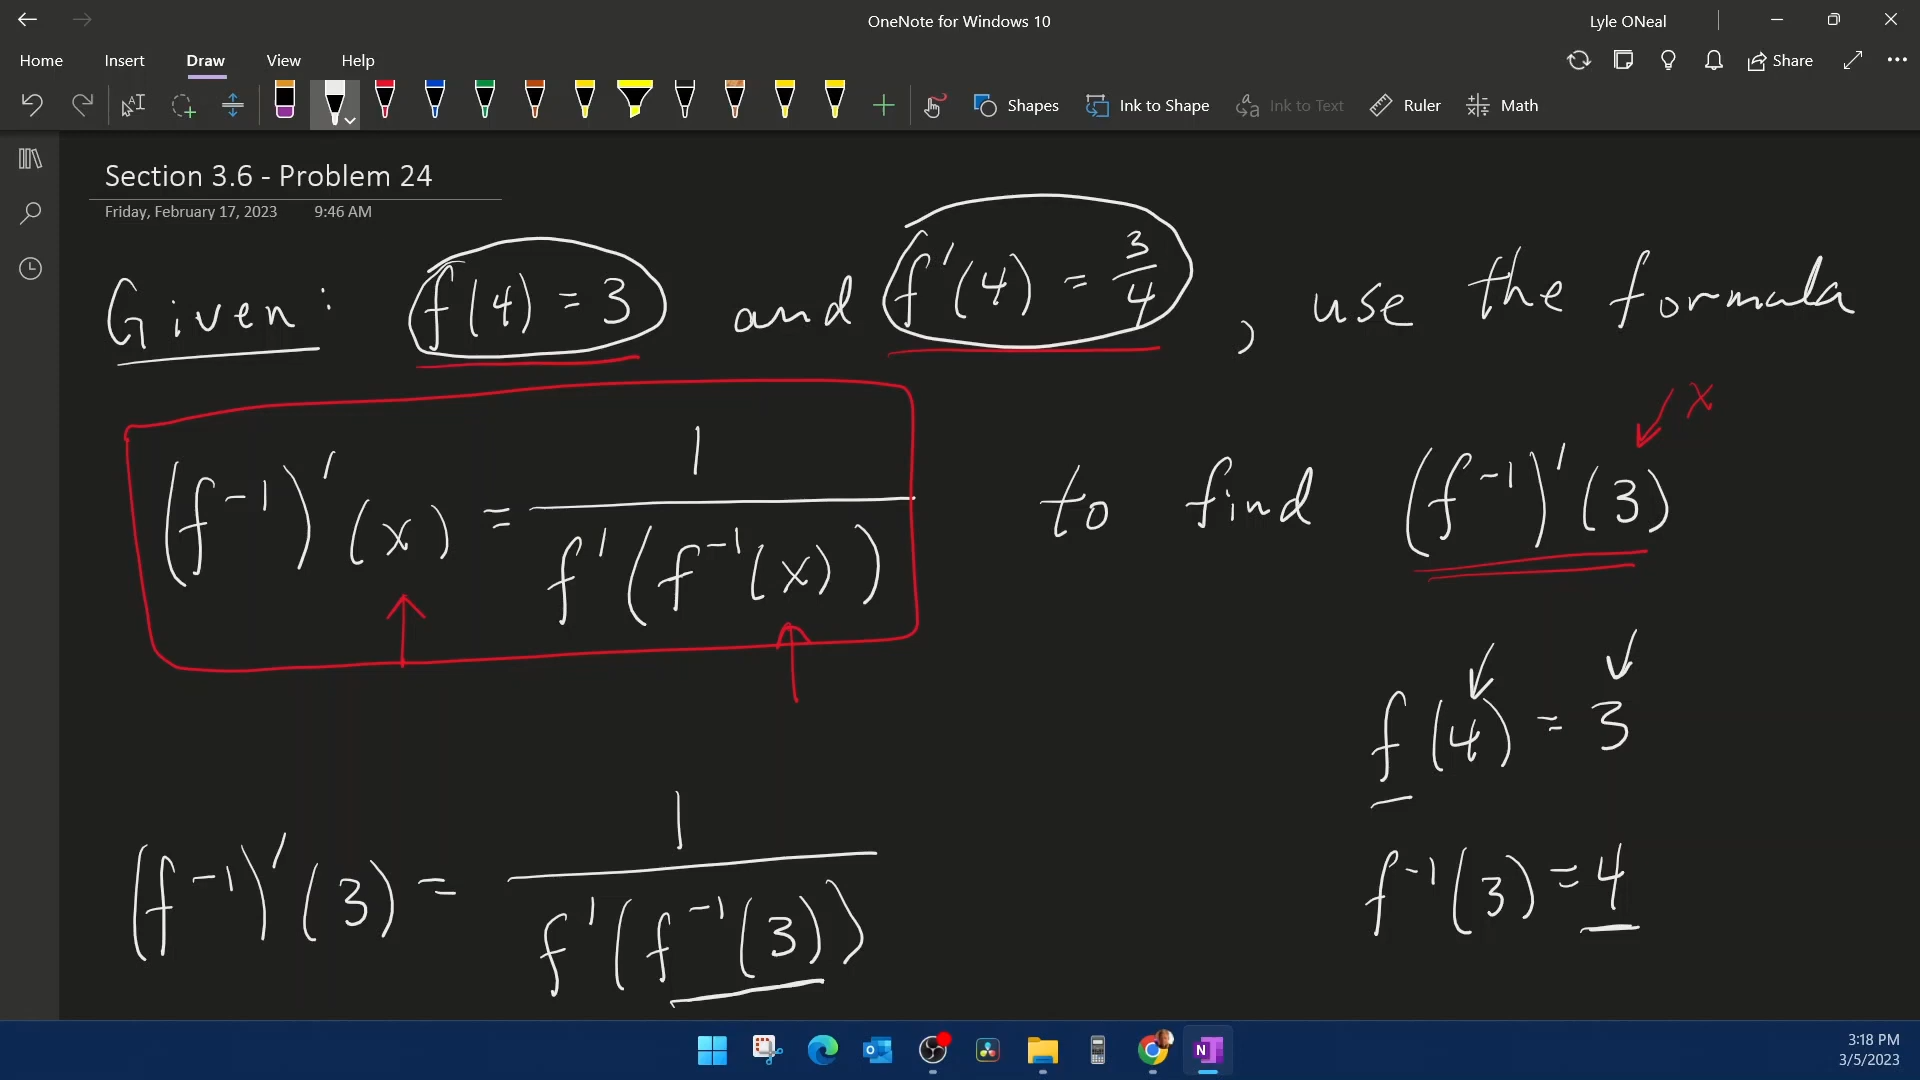 OneNote for Windows 10
Lyle ONeal
Home Insert Draw View Help
Share
Shapes Ink to Shape Ink to Text Ruler Math
Section 3.6 - Problem 24
Friday, February 17, 2023 9:46 AM
Given: f(4) = 3 and f'(4) = 3/4, use the formula
x
(f⁻¹)'(x) = 1/f'(f⁻¹(x)) to find (f⁻¹)'(3)
f(4) = 3
(f⁻¹)'(3) = 1/f'(f⁻¹(3))
f⁻¹(3) = 4
3:18 PM
3/5/2023